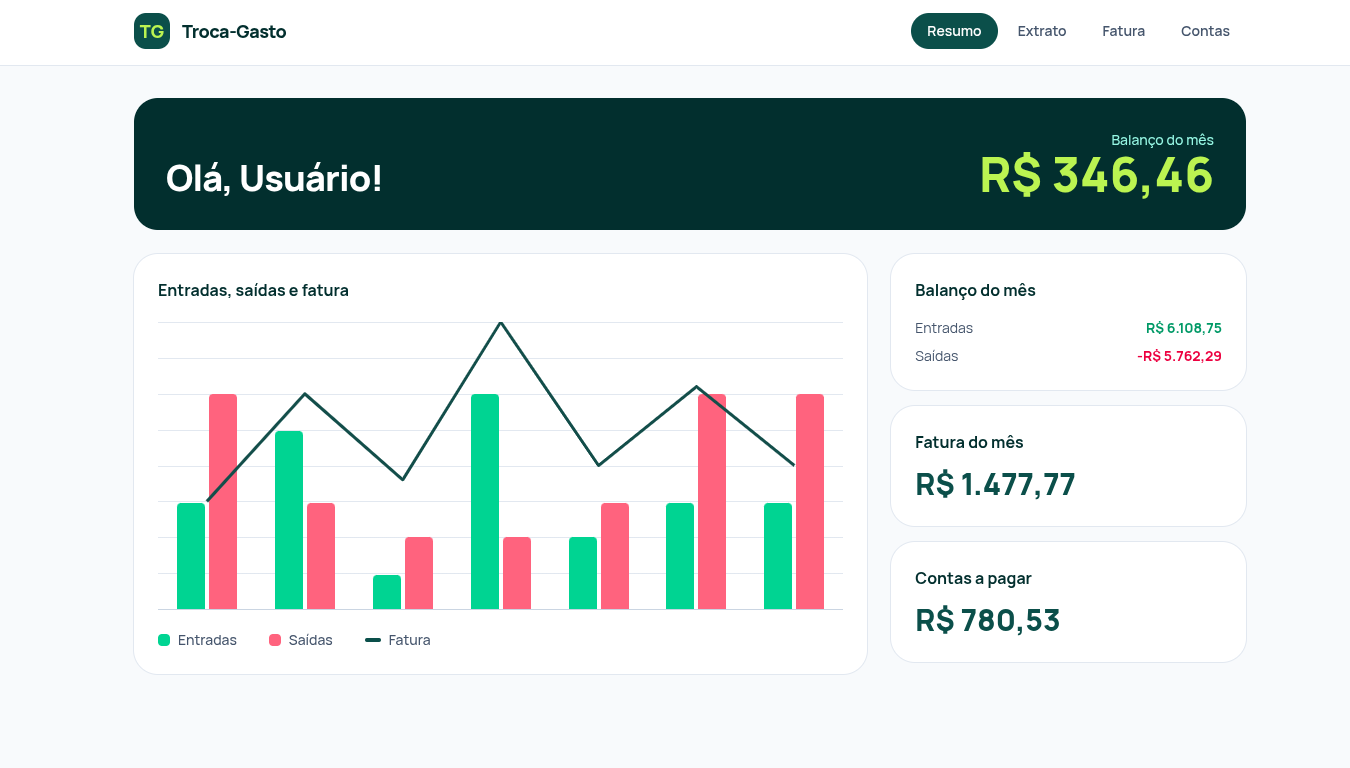 TG Troca-Gasto
Resumo Extrato Fatura Contas
Olá, Usuário!
Balanço do mês
R$ 346,46
Entradas, saídas e fatura
Entradas Saídas Fatura
Balanço do mês
Entradas R$ 6.108,75
Saídas -R$ 5.762,29
Fatura do mês
R$ 1.477,77
Contas a pagar
R$ 780,53